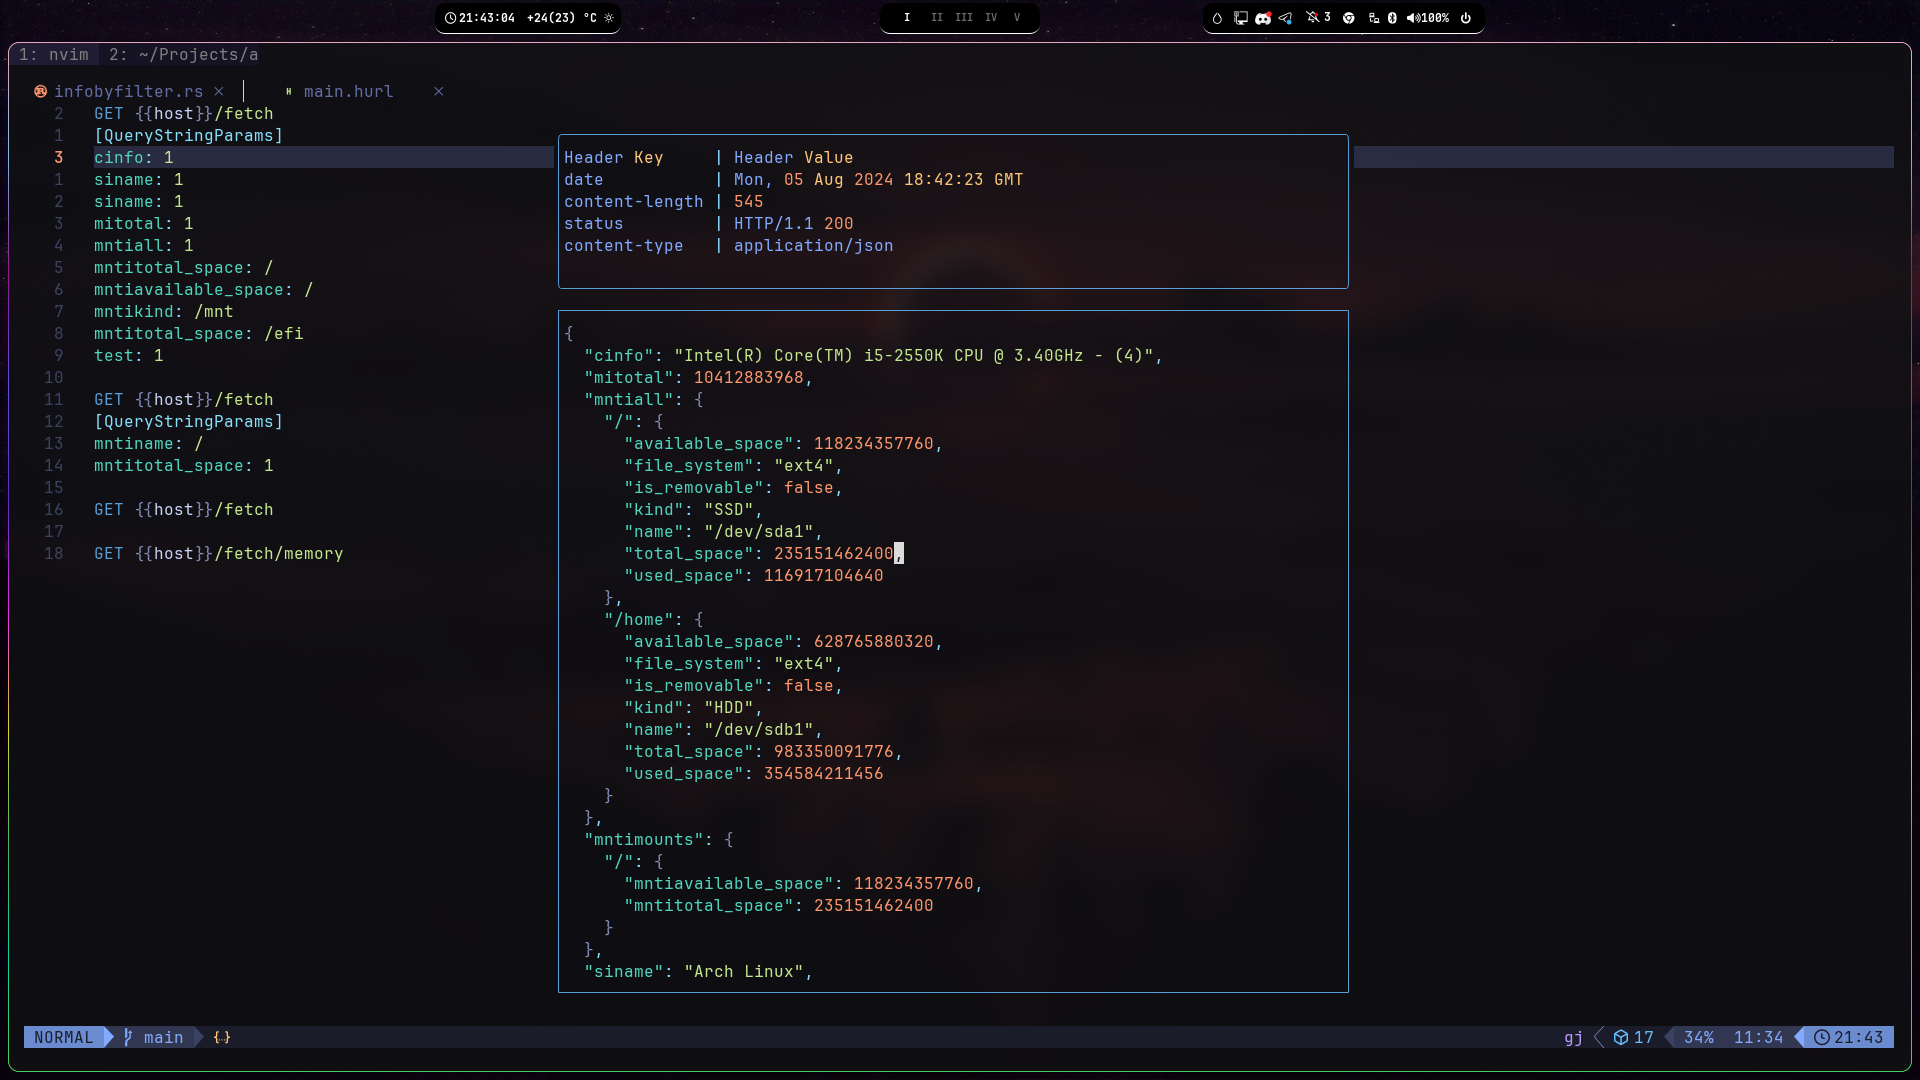 21:43:04 +24(23) °C
I II III IV V
3 100%
1: nvim 2: ~/Projects/a
infobyfilter.rs × main.hurl ×
2 GET {{host}}/fetch
1 [QueryStringParams]
3 cinfo: 1
1 siname: 1
2 siname: 1
3 mitotal: 1
4 mntiall: 1
5 mntitotal_space: /
6 mntiavailable_space: /
7 mntikind: /mnt
8 mntitotal_space: /efi
9 test: 1
10
11 GET {{host}}/fetch
12 [QueryStringParams]
13 mntiname: /
14 mntitotal_space: 1
15
16 GET {{host}}/fetch
17
18 GET {{host}}/fetch/memory
Header Key | Header Value
date | Mon, 05 Aug 2024 18:42:23 GMT
content-length | 545
status | HTTP/1.1 200
content-type | application/json
{
"cinfo": "Intel(R) Core(TM) i5-2550K CPU @ 3.40GHz - (4)",
"mitotal": 10412883968,
"mntiall": {
"/": {
"available_space": 118234357760,
"file_system": "ext4",
"is_removable": false,
"kind": "SSD",
"name": "/dev/sda1",
"total_space": 235151462400,
"used_space": 116917104640
},
"/home": {
"available_space": 628765880320,
"file_system": "ext4",
"is_removable": false,
"kind": "HDD",
"name": "/dev/sdb1",
"total_space": 983350091776,
"used_space": 354584211456
}
},
"mntimounts": {
"/": {
"mntiavailable_space": 118234357760,
"mntitotal_space": 235151462400
}
},
"siname": "Arch Linux",
NORMAL main {..} gj 17 34% 11:34 21:43